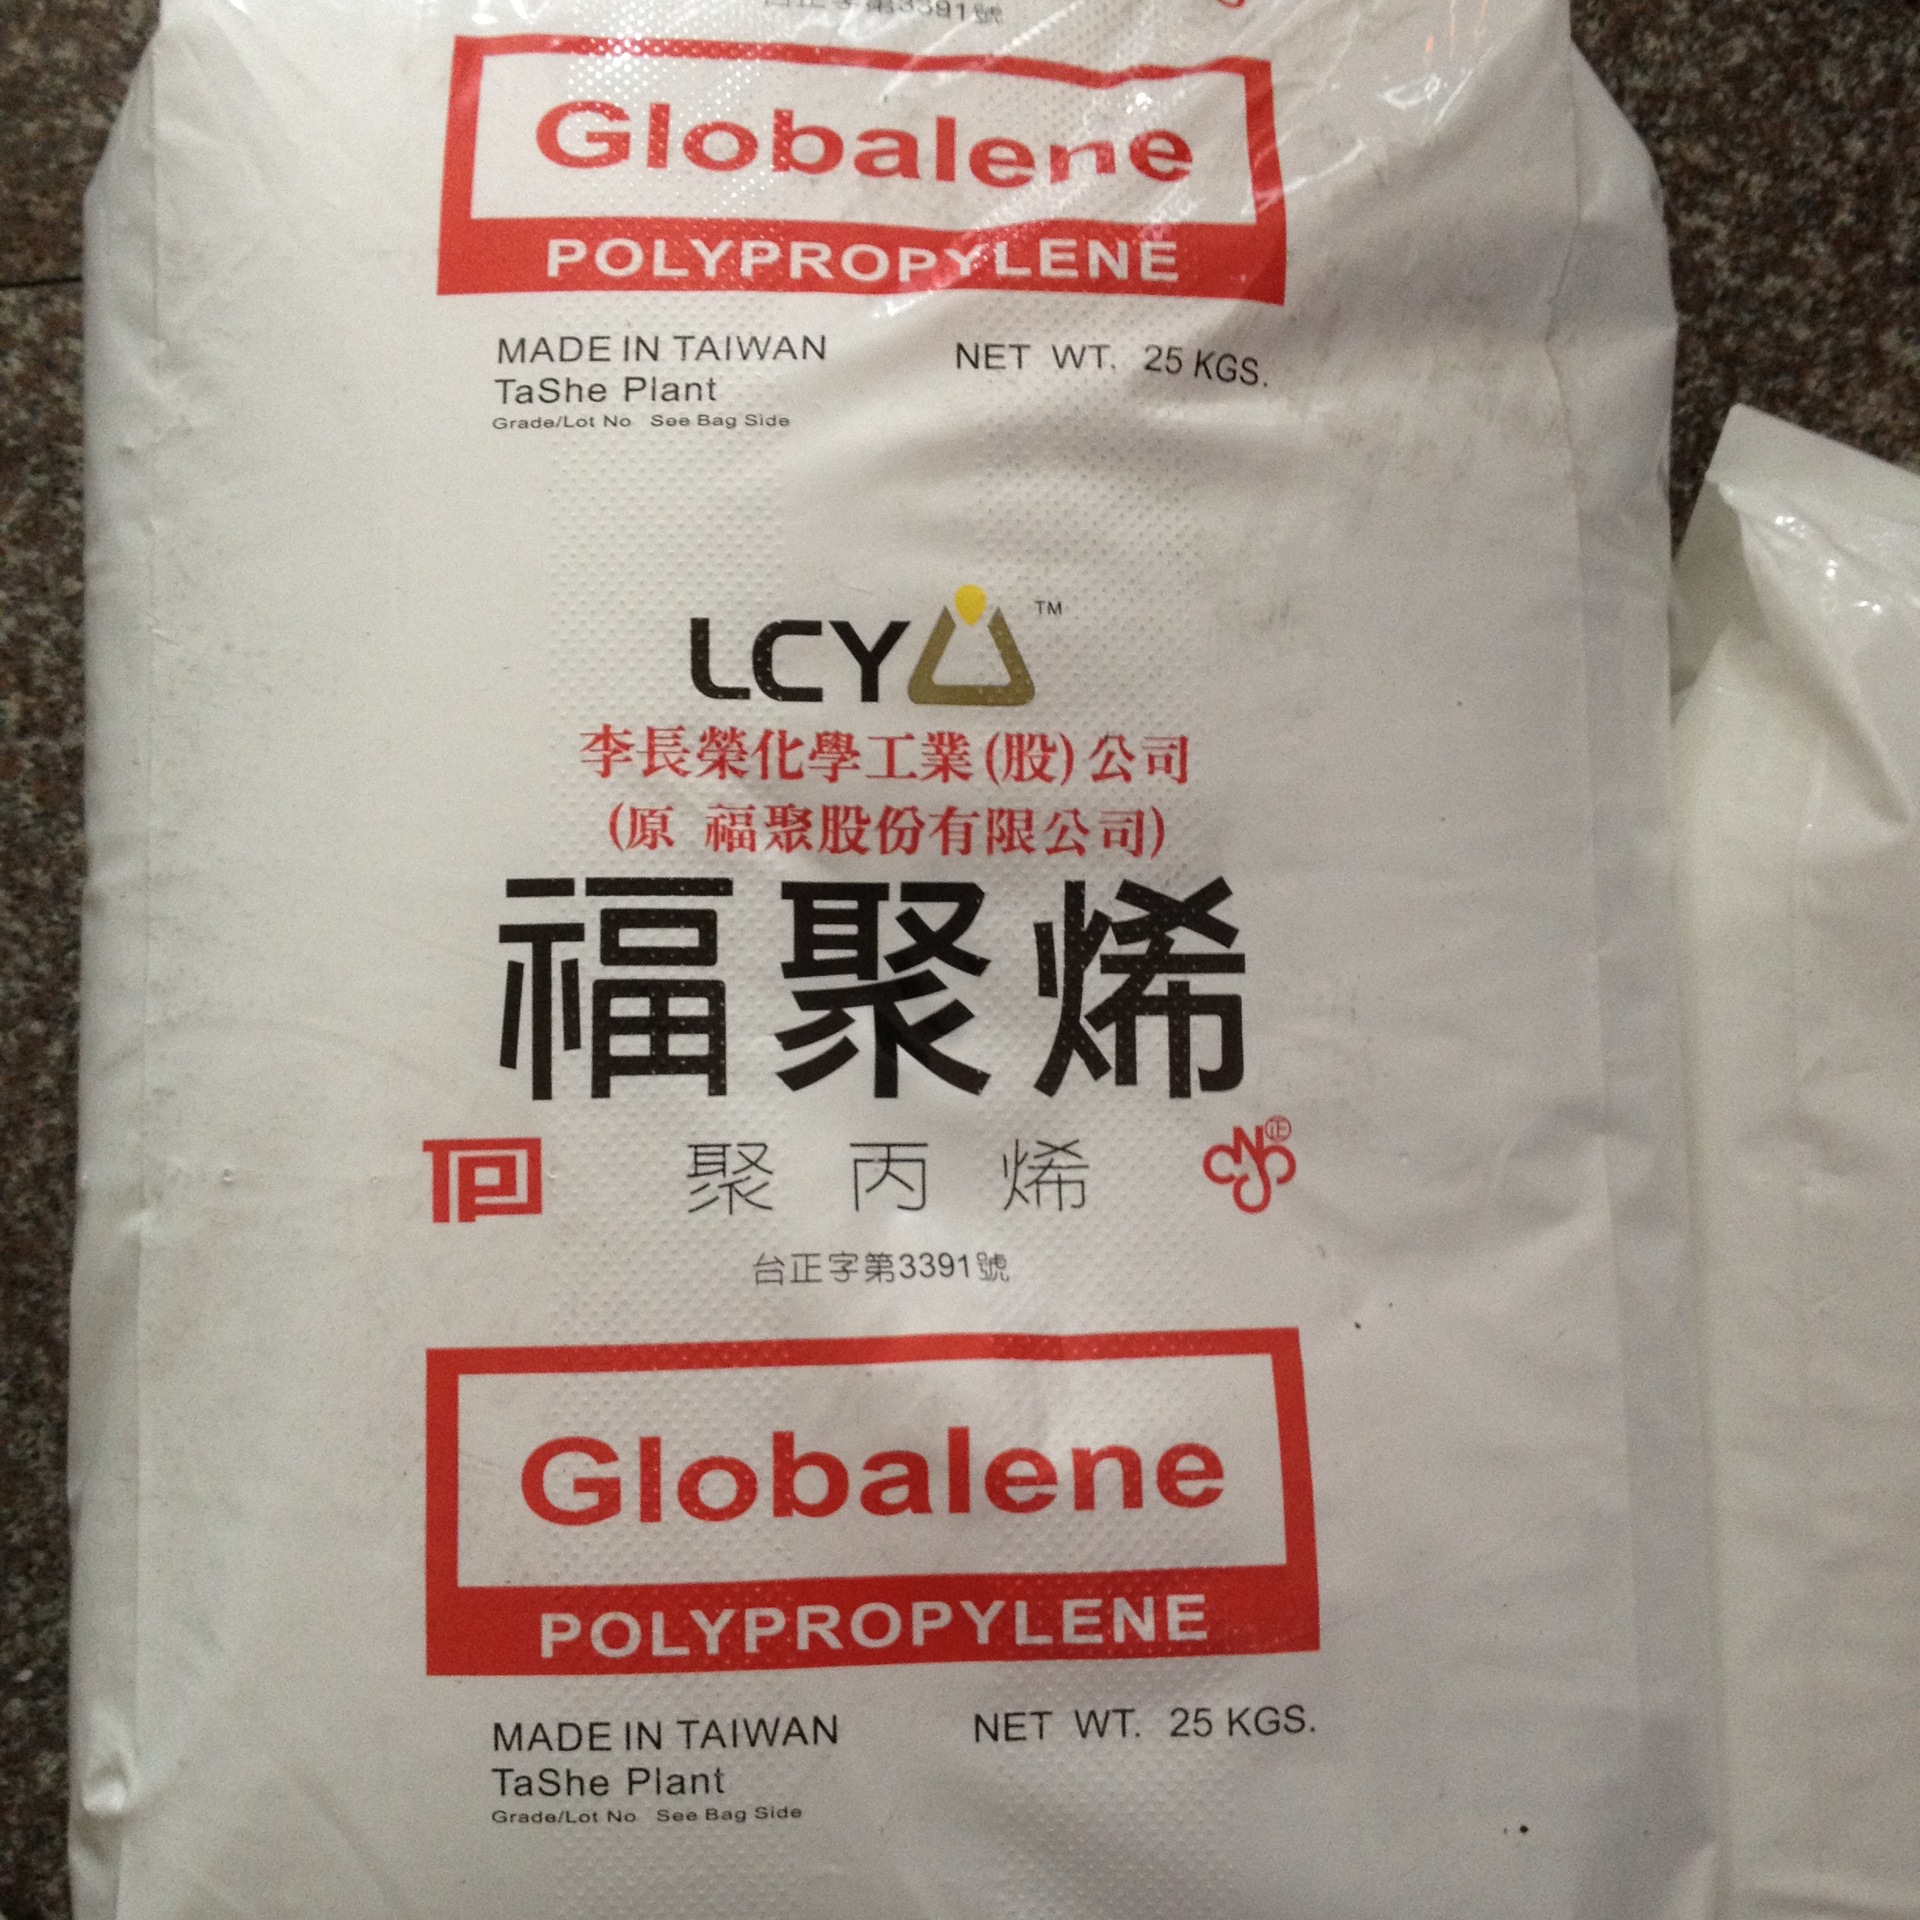 台正字第3391號
Globalene
POLYPROPYLENE
MADE IN TAIWAN NET WT. 25 KGS.
TaShe Plant
Grade/Lot No See Bag Side
LCY TM
李長榮化學工業(股)公司
(原 福聚股份有限公司)
福聚烯
聚丙烯 正
台正字第3391號
Globalene
POLYPROPYLENE
MADE IN TAIWAN NET WT. 25 KGS.
TaShe Plant
Grade/Lot No See Bag Side